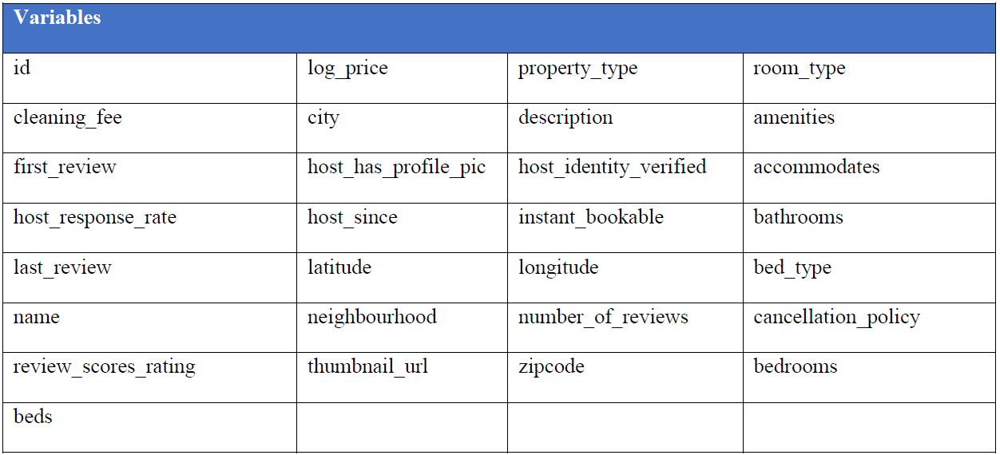 Variables
id log_price property_type room_type
cleaning_fee city description amenities
first_review host_has_profile_pic host_identity_verified accommodates
host_response_rate host_since instant_bookable bathrooms
last_review latitude longitude bed_type
name neighbourhood number_of_reviews cancellation_policy
review_scores_rating thumbnail_url zipcode bedrooms
beds